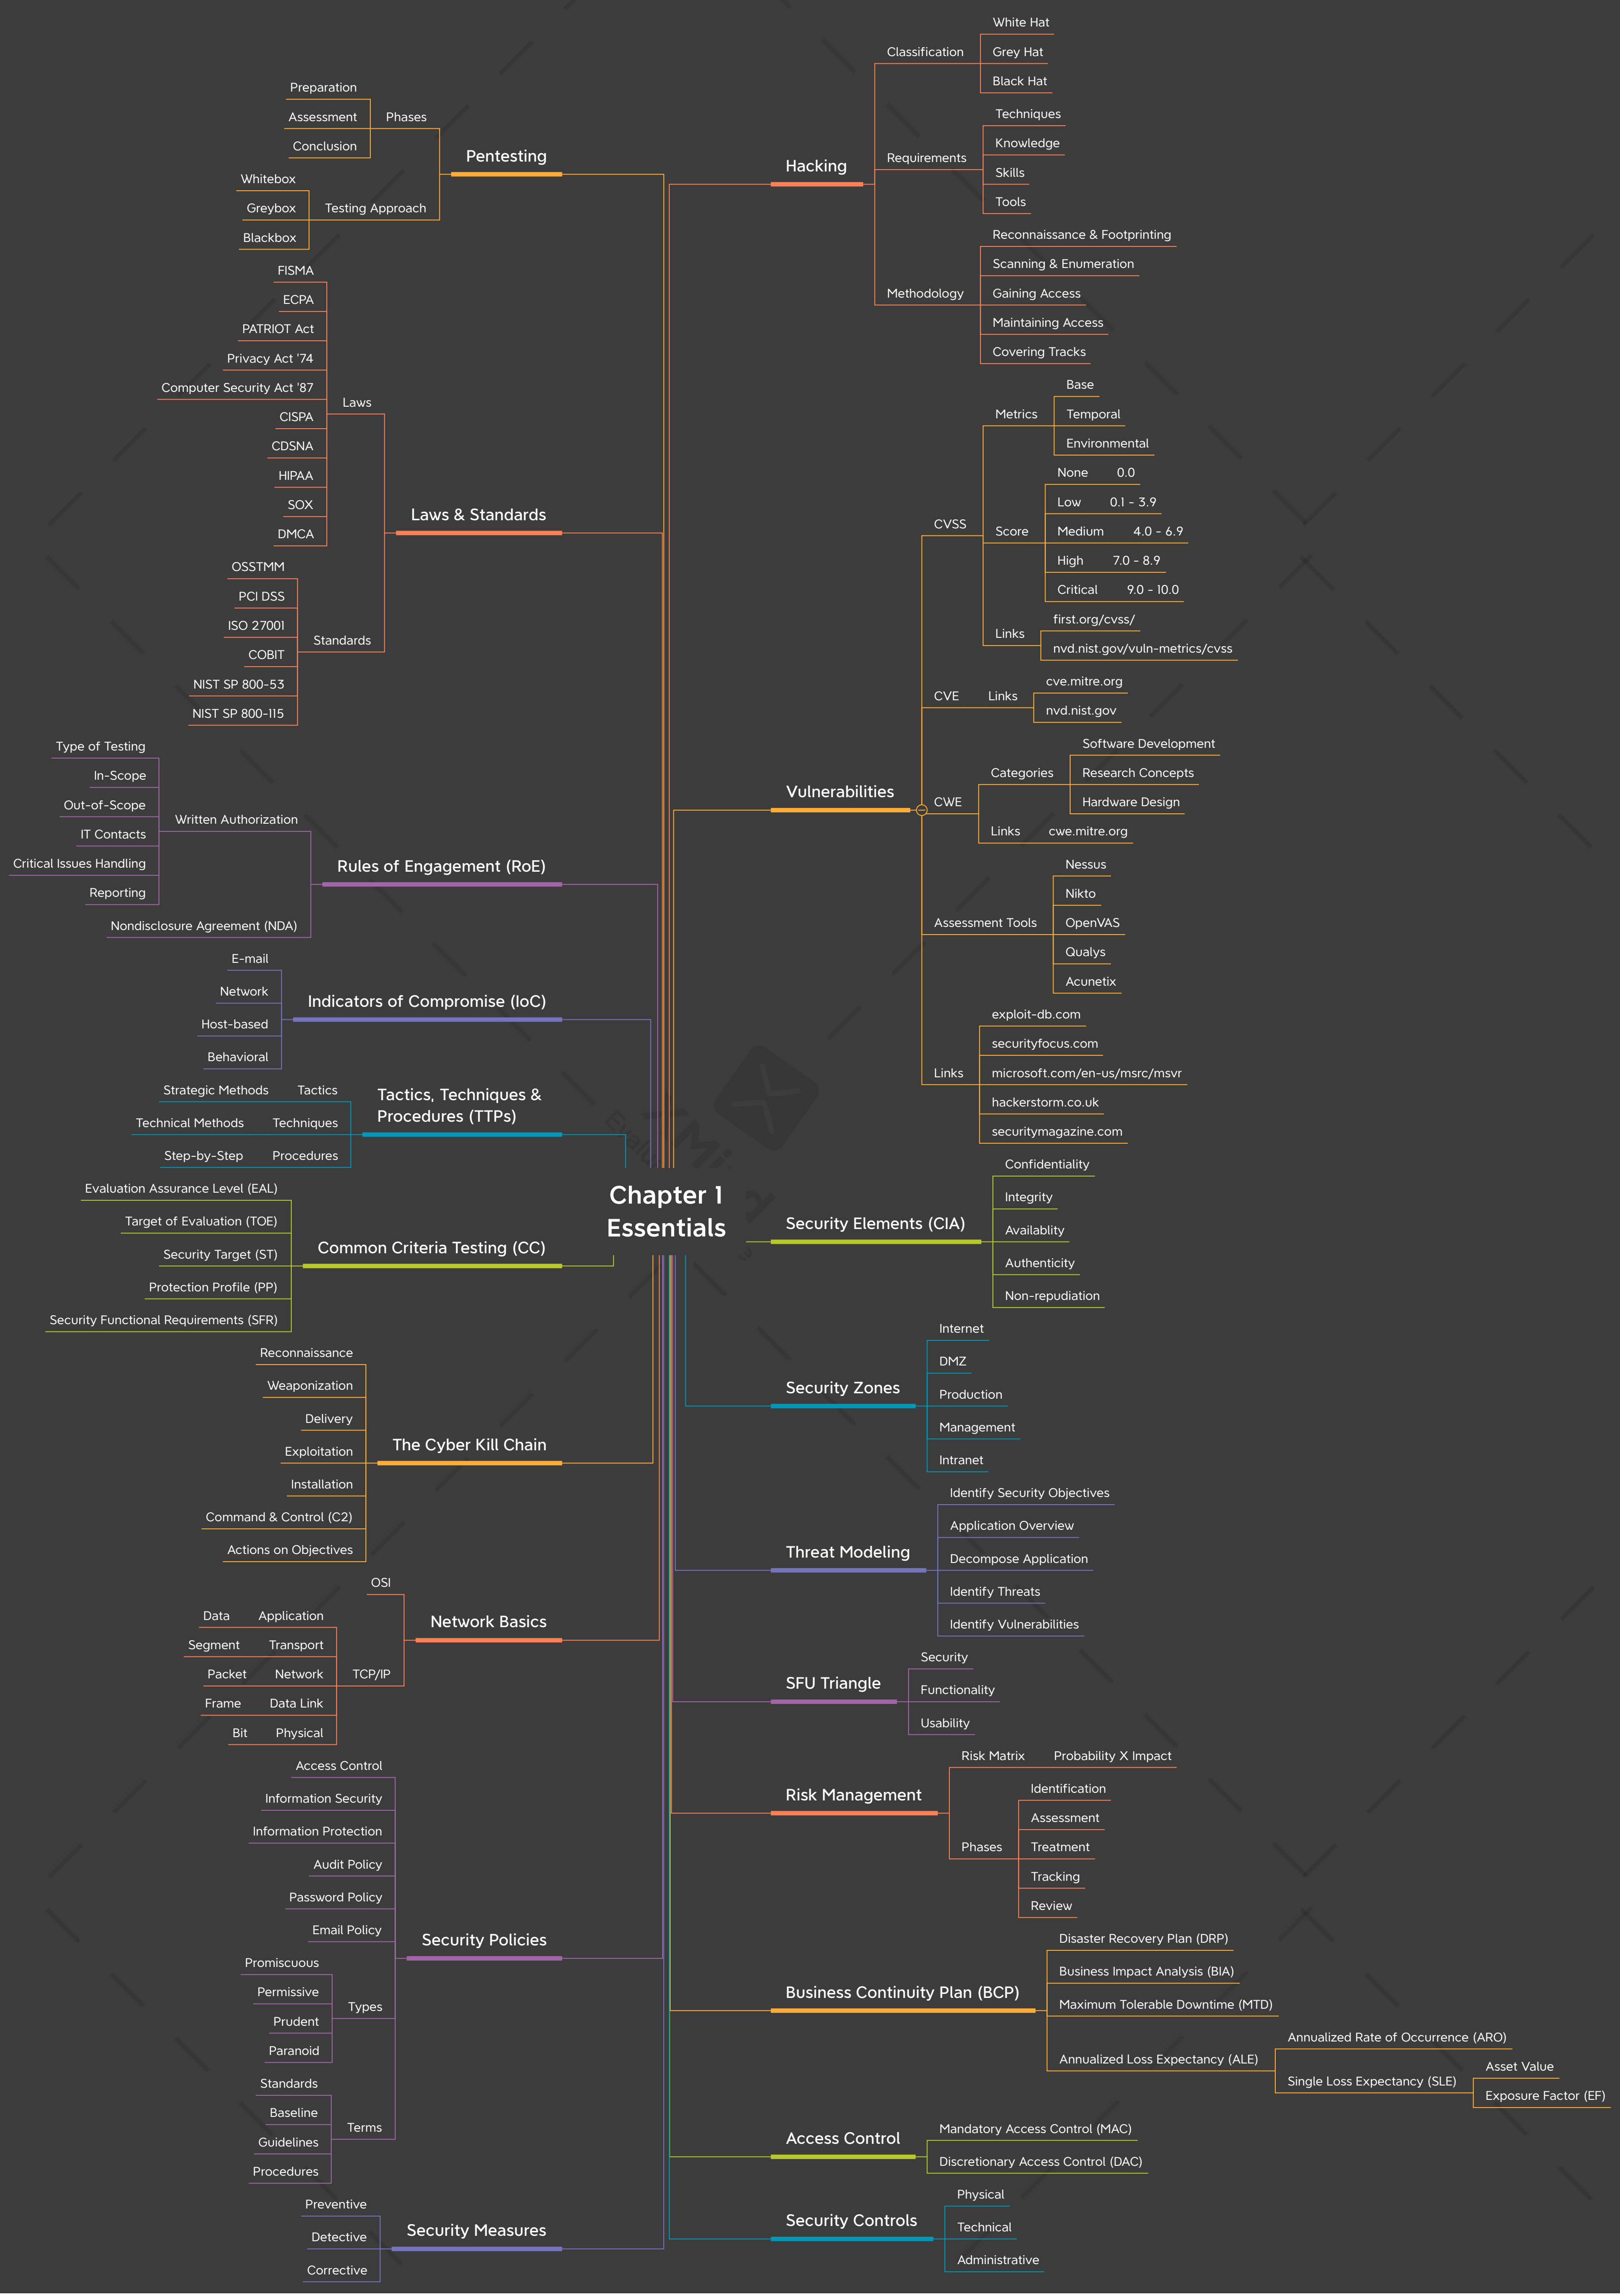 Chapter 1
Essentials
Hacking
Classification
White Hat
Grey Hat
Black Hat
Requirements
Techniques
Knowledge
Skills
Tools
Methodology
Reconnaissance & Footprinting
Scanning & Enumeration
Gaining Access
Maintaining Access
Covering Tracks
Vulnerabilities
CVSS
Metrics
Base
Temporal
Environmental
Score
None 0.0
Low 0.1 - 3.9
Medium 4.0 - 6.9
High 7.0 - 8.9
Critical 9.0 - 10.0
Links
first.org/cvss/
nvd.nist.gov/vuln-metrics/cvss
CVE
Links
cve.mitre.org
nvd.nist.gov
CWE
Categories
Software Development
Research Concepts
Hardware Design
Links
cwe.mitre.org
Assessment Tools
Nessus
Nikto
OpenVAS
Qualys
Acunetix
Links
exploit-db.com
securityfocus.com
microsoft.com/en-us/msrc/msvr
hackerstorm.co.uk
securitymagazine.com
Security Elements (CIA)
Confidentiality
Integrity
Availablity
Authenticity
Non-repudiation
Security Zones
Internet
DMZ
Production
Management
Intranet
Threat Modeling
Identify Security Objectives
Application Overview
Decompose Application
Identify Threats
Identify Vulnerabilities
SFU Triangle
Security
Functionality
Usability
Risk Management
Risk Matrix
Probability X Impact
Phases
Identification
Assessment
Treatment
Tracking
Review
Business Continuity Plan (BCP)
Disaster Recovery Plan (DRP)
Business Impact Analysis (BIA)
Maximum Tolerable Downtime (MTD)
Annualized Loss Expectancy (ALE)
Annualized Rate of Occurrence (ARO)
Single Loss Expectancy (SLE)
Asset Value
Exposure Factor (EF)
Access Control
Mandatory Access Control (MAC)
Discretionary Access Control (DAC)
Security Controls
Physical
Technical
Administrative
Pentesting
Phases
Preparation
Assessment
Conclusion
Testing Approach
Whitebox
Greybox
Blackbox
Laws & Standards
Laws
FISMA
ECPA
PATRIOT Act
Privacy Act '74
Computer Security Act '87
CISPA
CDSNA
HIPAA
SOX
DMCA
Standards
OSSTMM
PCI DSS
ISO 27001
COBIT
NIST SP 800-53
NIST SP 800-115
Rules of Engagement (RoE)
Written Authorization
Type of Testing
In-Scope
Out-of-Scope
IT Contacts
Critical Issues Handling
Reporting
Nondisclosure Agreement (NDA)
Indicators of Compromise (IoC)
E-mail
Network
Host-based
Behavioral
Tactics, Techniques &
Procedures (TTPs)
Strategic Methods Tactics
Technical Methods Techniques
Step-by-Step Procedures
Common Criteria Testing (CC)
Evaluation Assurance Level (EAL)
Target of Evaluation (TOE)
Security Target (ST)
Protection Profile (PP)
Security Functional Requirements (SFR)
The Cyber Kill Chain
Reconnaissance
Weaponization
Delivery
Exploitation
Installation
Command & Control (C2)
Actions on Objectives
Network Basics
OSI
TCP/IP
Data Application
Segment Transport
Packet Network
Frame Data Link
Bit Physical
Security Policies
Access Control
Information Security
Information Protection
Audit Policy
Password Policy
Email Policy
Types
Promiscuous
Permissive
Prudent
Paranoid
Terms
Standards
Baseline
Guidelines
Procedures
Security Measures
Preventive
Detective
Corrective